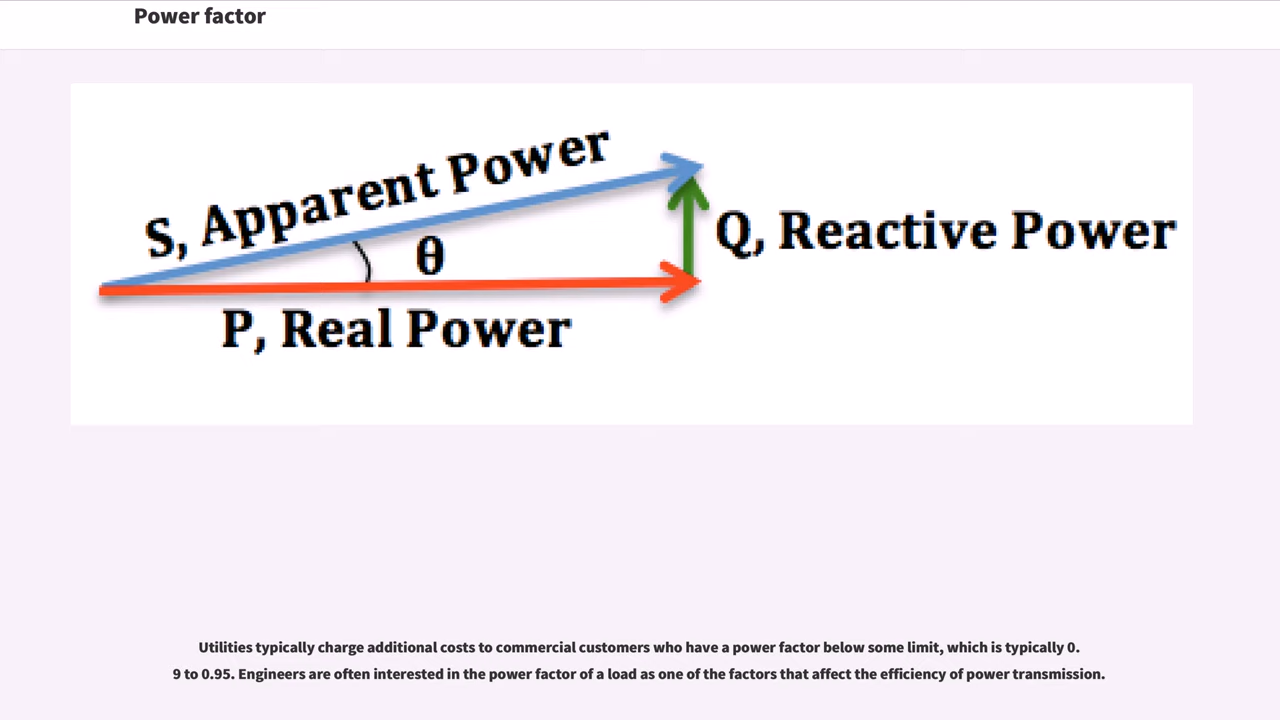 Power factor
S, Apparent Power
θ
Q, Reactive Power
P, Real Power
Utilities typically charge additional costs to commercial customers who have a power factor below some limit, which is typically 0.
9 to 0.95. Engineers are often interested in the power factor of a load as one of the factors that affect the efficiency of power transmission.